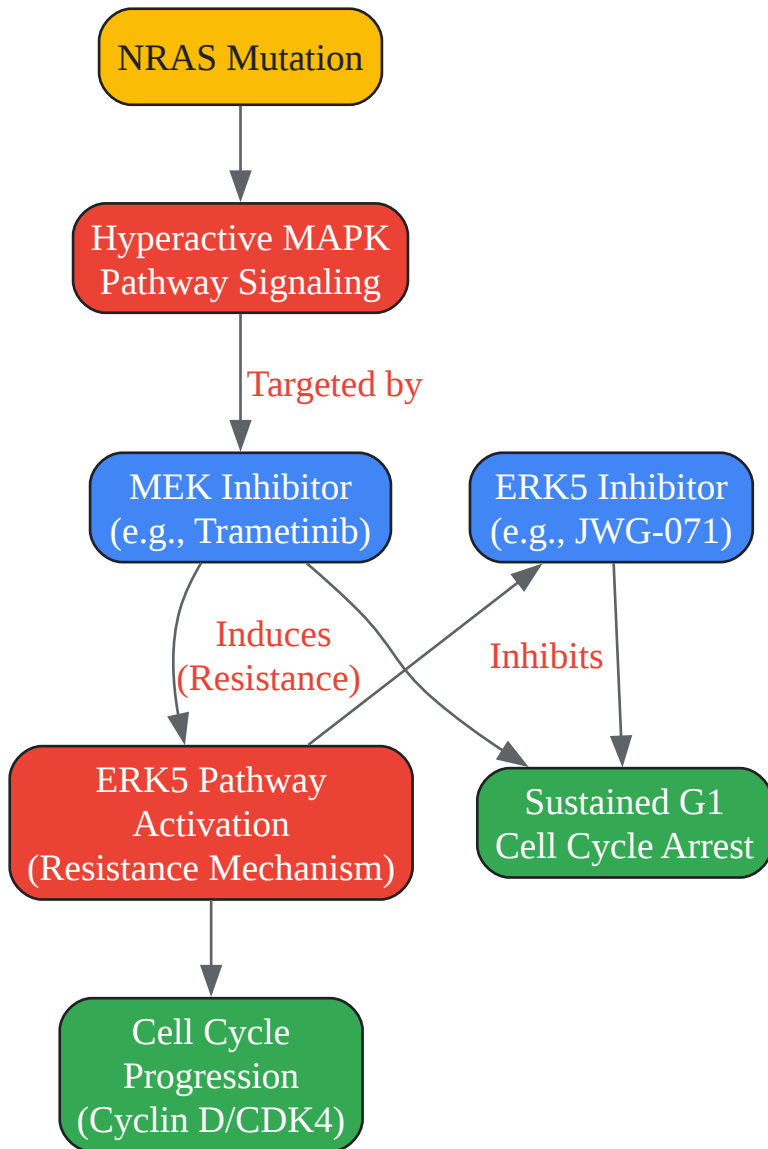 NRAS Mutation
Hyperactive MAPK
Pathway Signaling
Targeted by
MEK Inhibitor
(e.g., Trametinib)
ERK5 Inhibitor
(e.g., JWG-071)
Induces
(Resistance)
Inhibits
ERK5 Pathway
Activation
(Resistance Mechanism)
Sustained G1
Cell Cycle Arrest
Cell Cycle
Progression
(Cyclin D/CDK4)